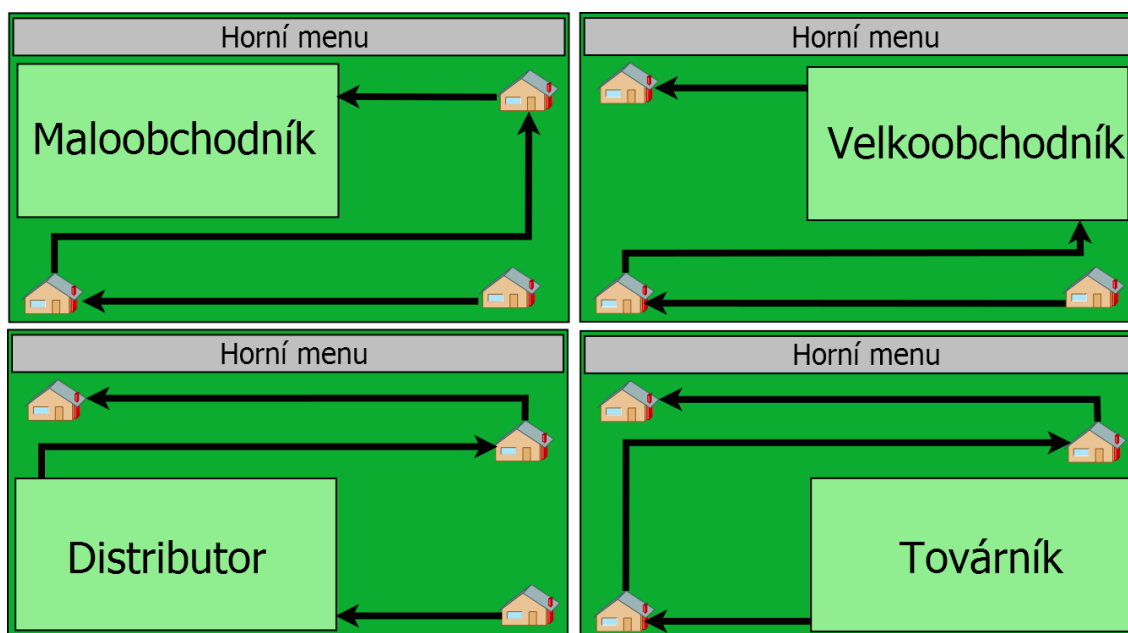 Horní menu
Maloobchodník
Horní menu
Velkoobchodník
Horní menu
Distributor
Horní menu
Továrník